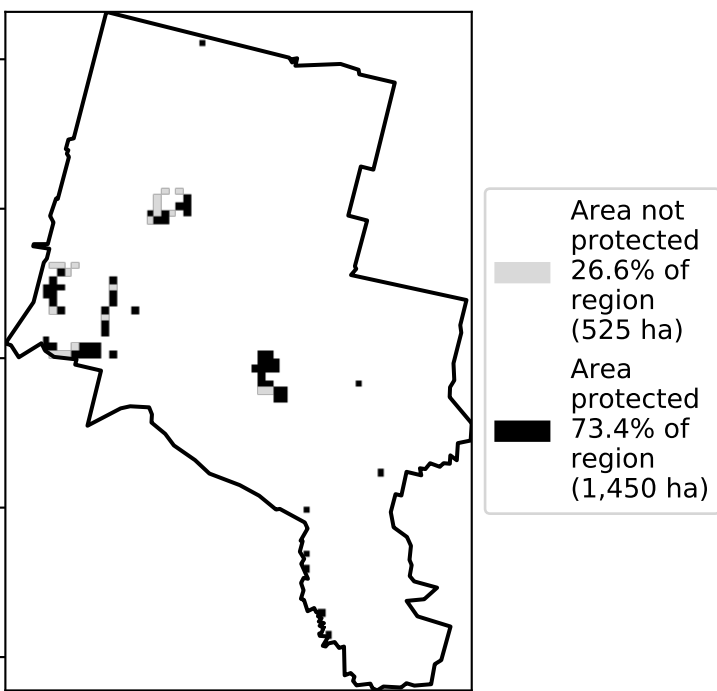 Area not
protected
26.6% of
region
(525 ha)
Area
protected
73.4% of
region
(1,450 ha)